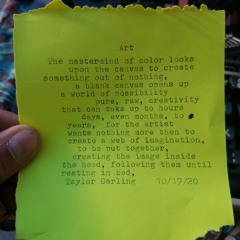 Art
The mastersind of color looks
upon the canvas to create
something out of nothing,
a blank canvas opens up
a world of possibility
pure, raw, creativity
that can take up to hours
days, even months, to
years, for the artist
wants nothing more then to
create a web of imagination,
to be put together,
creating the image inside
the head, following them until
resting in bed,
Taylor Garling 10/17/20